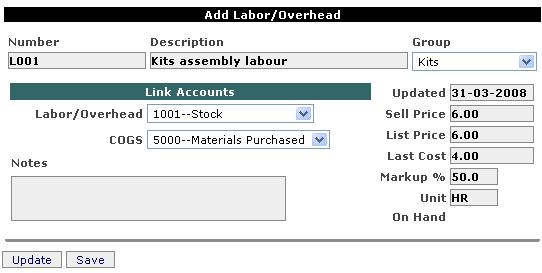 Add Labor/Overhead
Number Description Group
L001 Kits assembly labour Kits
Link Accounts
Labor/Overhead 1001--Stock
COGS 5000--Materials Purchased
Notes
Updated 31-03-2008
Sell Price 6.00
List Price 6.00
Last Cost 4.00
Markup % 50.0
Unit HR
On Hand
Update Save